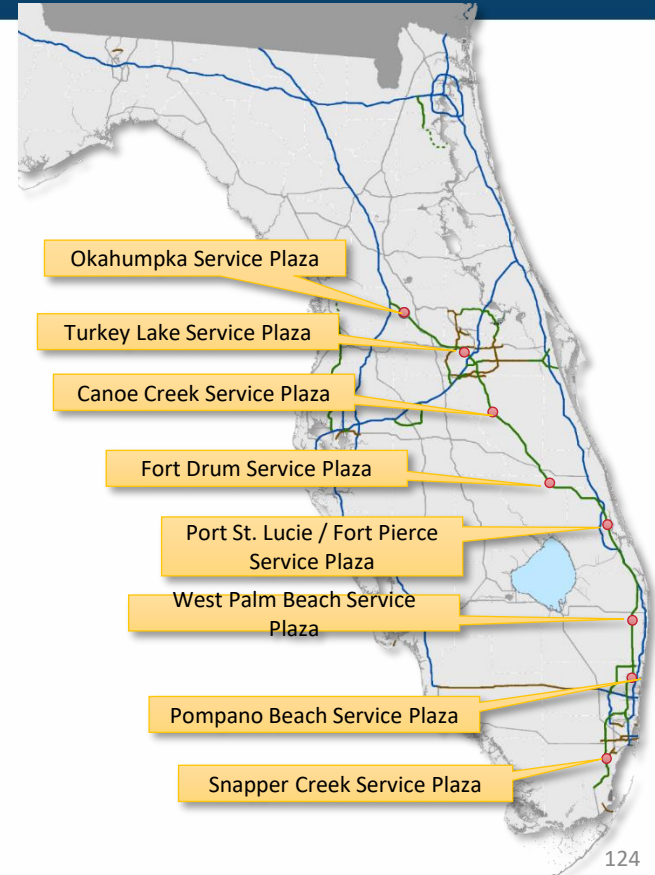 Okahumpka Service Plaza
Turkey Lake Service Plaza
Canoe Creek Service Plaza
Fort Drum Service Plaza
Port St. Lucie / Fort Pierce
Service Plaza
West Palm Beach Service
Plaza
Pompano Beach Service Plaza
Snapper Creek Service Plaza
124